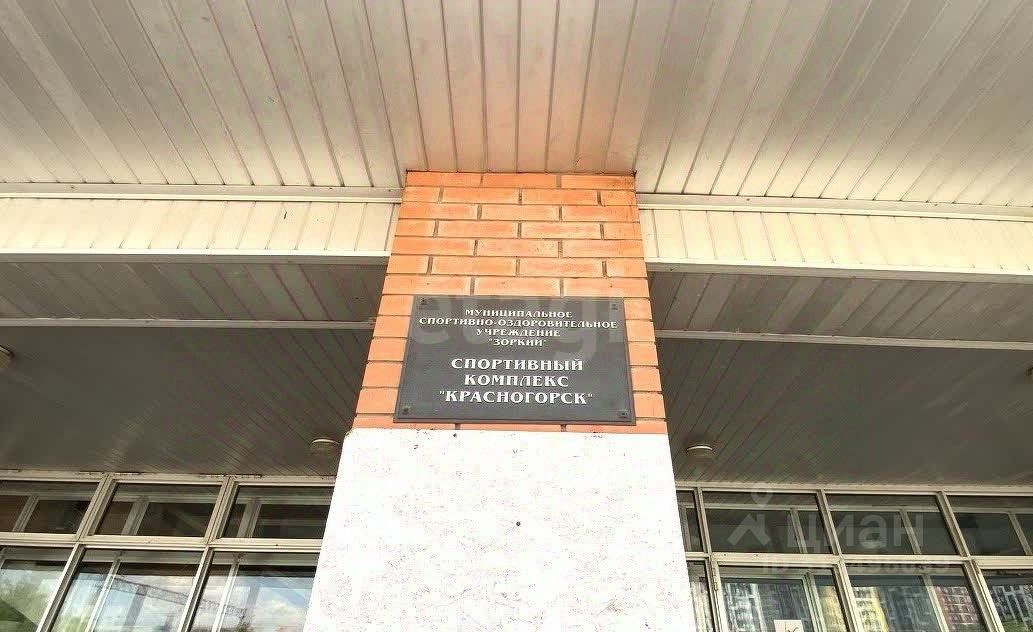 МУНИЦИПАЛЬНОЕ
СПОРТИВНО-ОЗДОРОВИТЕЛЬНОЕ
УЧРЕЖДЕНИЕ
"ЗОРКИЙ"
СПОРТИВНЫЙ
КОМПЛЕКС
"КРАСНОГОРСК"
циан